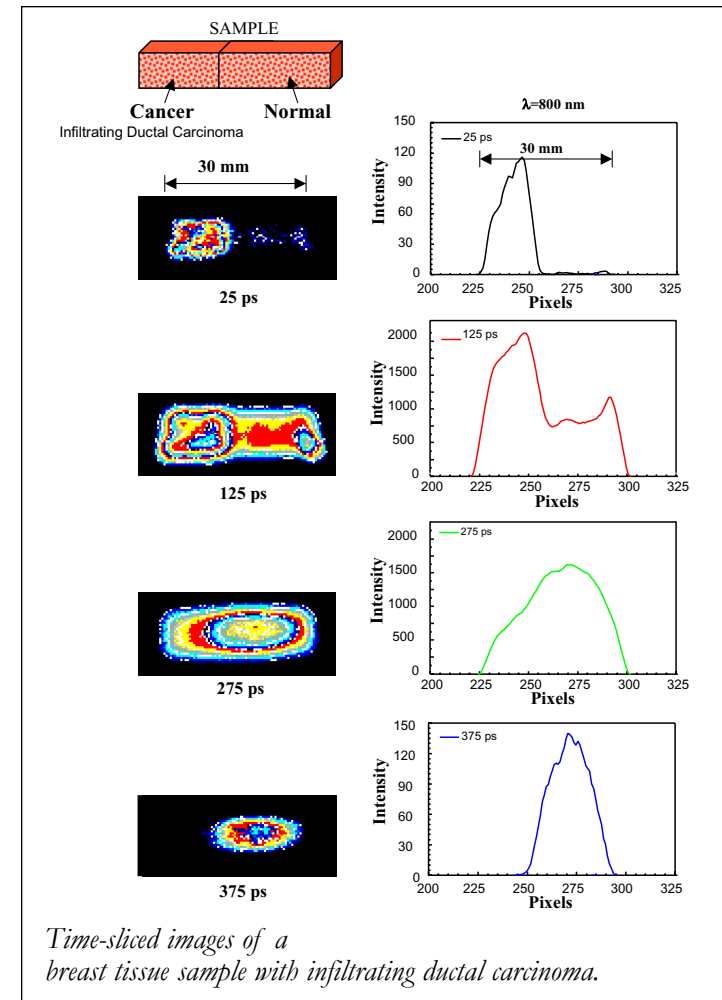 SAMPLE
Cancer Normal
Infiltrating Ductal Carcinoma
30 mm
25 ps
125 ps
275 ps
375 ps
λ=800 nm
150
120
90
60
30
0
Intensity
25 ps
30 mm
200 225 250 275 300 325
Pixels
2000
1500
1000
500
0
Intensity
125 ps
200 225 250 275 300 325
Pixels
2000
1500
1000
500
0
Intensity
275 ps
200 225 250 275 300 325
Pixels
150
120
90
60
30
0
Intensity
375 ps
200 225 250 275 300 325
Pixels
Time-sliced images of a
breast tissue sample with infiltrating ductal carcinoma.